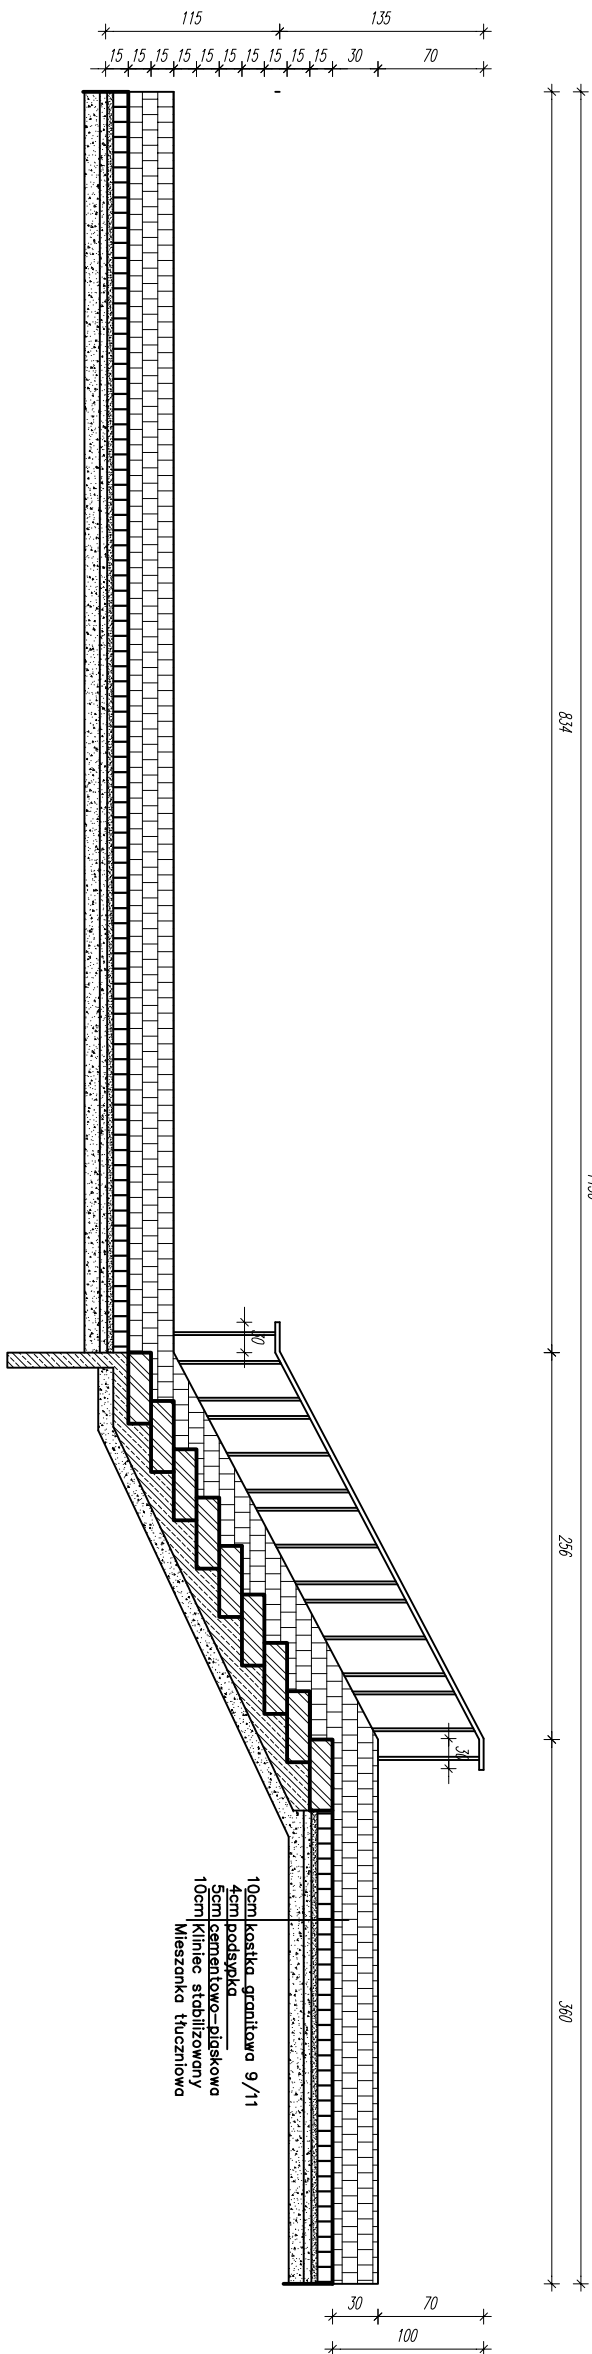 115 135
15 15 15 15 15 15 15 15 15 15 30 70
834
30
256
30
10cm kostka granitowa 9/11
4cm podsypka
5cm cementowo-piaskowa
10cm Kliniec stabilizowany
Mieszanka tłuczniowa
360
30 70
100